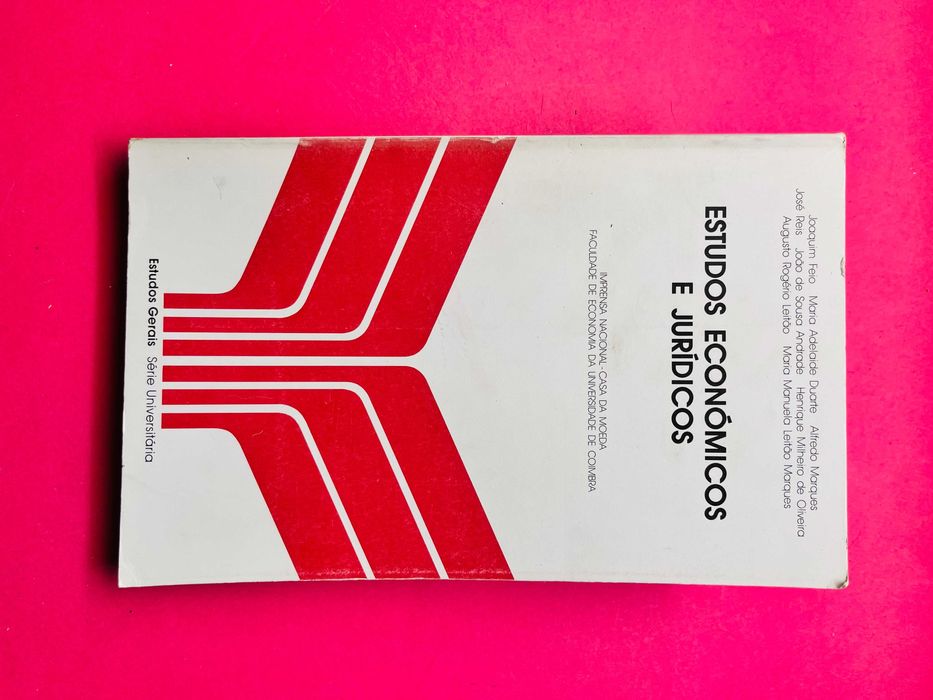 Joaquim Feio Maria Adelaide Duarte Alfredo Marques
José Reis João de Sousa Andrade Henrique Milheiro de Oliveira
Augusto Rogério Leitão Maria Manuela Leitão Marques
ESTUDOS ECONÓMICOS
E JURÍDICOS
IMPRENSA NACIONAL-CASA DA MOEDA
FACULDADE DE ECONOMIA DA UNIVERSIDADE DE COIMBRA
Estudos Gerais Série Universitária